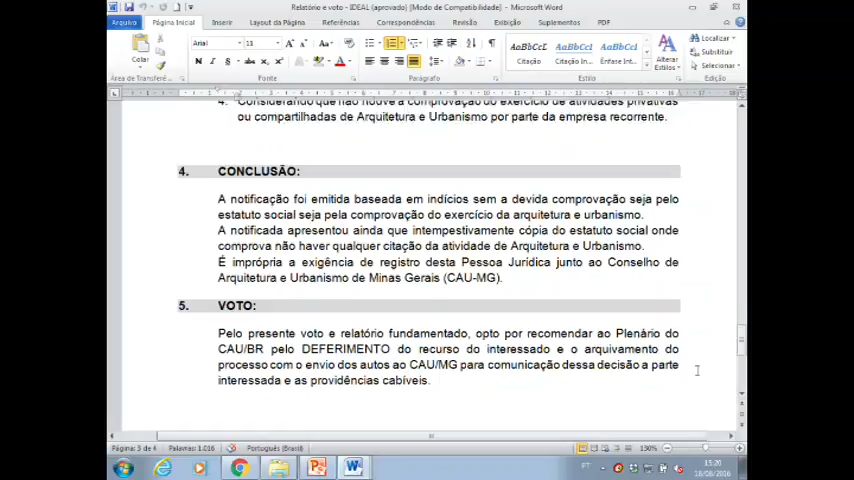 Relatório e voto - IDEAL (aprovado) [Modo de Compatibilidade] - Microsoft Word
Arquivo Página Inicial Inserir Layout da Página Referências Correspondências Revisão Exibição Suplementos PDF
Arial 11
Colar
AaBbCcL AaBbCcI AaBbCcI
Citação Citação In... Ênfase Int...
Alterar Estilos
Localizar
Substituir
Selecionar
Área de Transferê... Fonte Parágrafo Estilo Edição
4. Considerando que não houve a comprovação do exercício de atividades privativas
ou compartilhadas de Arquitetura e Urbanismo por parte da empresa recorrente.
4. CONCLUSÃO:
A notificação foi emitida baseada em indícios sem a devida comprovação seja pelo
estatuto social seja pela comprovação do exercício da arquitetura e urbanismo.
A notificada apresentou ainda que intempestivamente cópia do estatuto social onde
comprova não haver qualquer citação da atividade de Arquitetura e Urbanismo.
É imprópria a exigência de registro desta Pessoa Jurídica junto ao Conselho de
Arquitetura e Urbanismo de Minas Gerais (CAU-MG).
5. VOTO:
Pelo presente voto e relatório fundamentado, opto por recomendar ao Plenário do
CAU/BR pelo DEFERIMENTO do recurso do interessado e o arquivamento do
processo com o envio dos autos ao CAU/MG para comunicação dessa decisão a parte
interessada e as providências cabíveis.
Página: 3 de 4 Palavras: 1.016 Português (Brasil) 130%
PT 15:20
18/08/2016